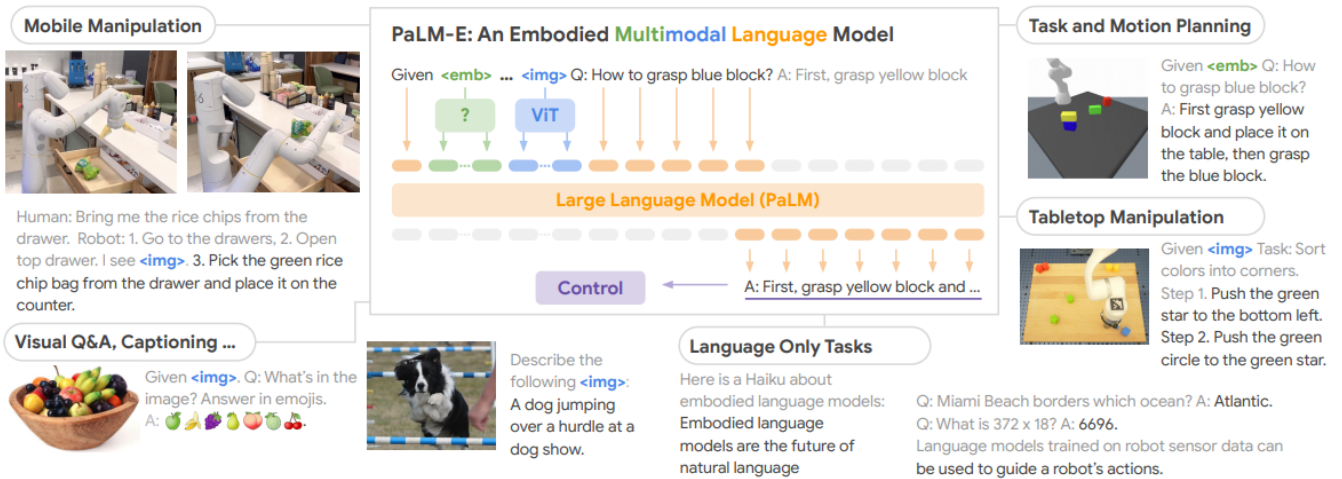 Mobile Manipulation
Human: Bring me the rice chips from the
drawer. Robot: 1. Go to the drawers, 2. Open
top drawer. I see <img>. 3. Pick the green rice
chip bag from the drawer and place it on the
counter.
PaLM-E: An Embodied Multimodal Language Model
Given <emb> ... <img> Q: How to grasp blue block? A: First, grasp yellow block
?
ViT
Large Language Model (PaLM)
Control
A: First, grasp yellow block and ...
Task and Motion Planning
Given <emb> Q: How
to grasp blue block?
A: First grasp yellow
block and place it on
the table, then grasp
the blue block.
Tabletop Manipulation
Given <img> Task: Sort
colors into corners.
Step 1. Push the green
star to the bottom left.
Step 2. Push the green
circle to the green star.
Visual Q&A, Captioning ...
Given <img>. Q: What's in the
image? Answer in emojis.
A: 🍏🍌🍇🍐🍑🍈🍒.
Describe the
following <img>:
A dog jumping
over a hurdle at a
dog show.
Language Only Tasks
Here is a Haiku about
embodied language models:
Embodied language
models are the future of
natural language
Q: Miami Beach borders which ocean? A: Atlantic.
Q: What is 372 x 18? A: 6696.
Language models trained on robot sensor data can
be used to guide a robot's actions.